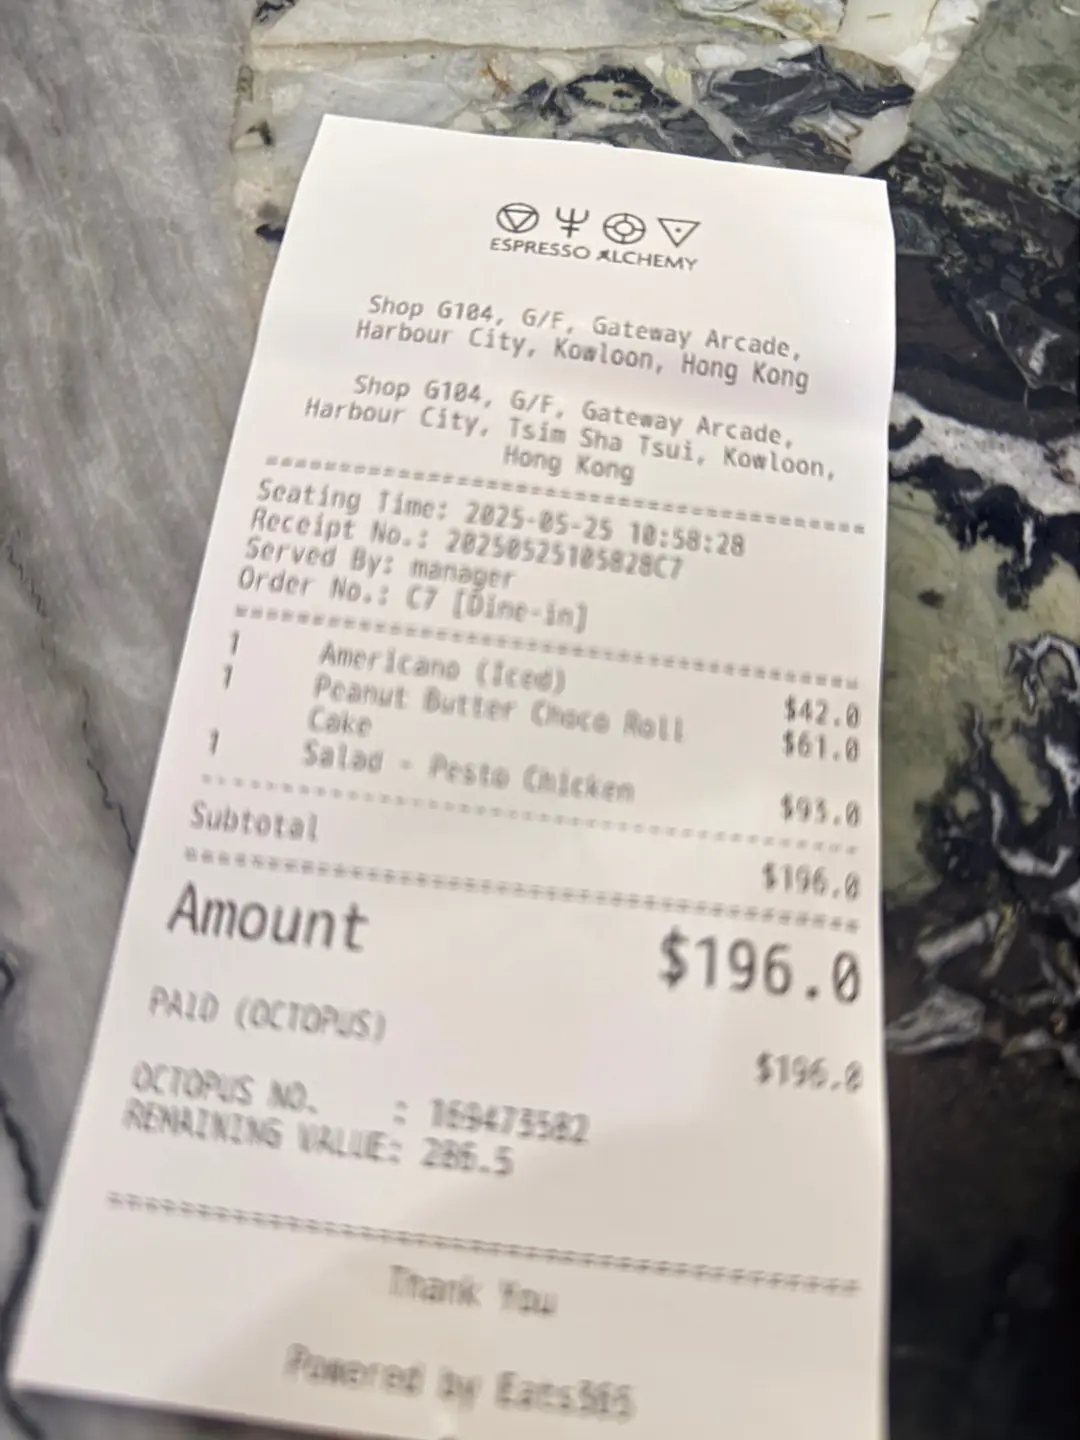 ESPRESSO ALCHEMY
Shop G104, G/F, Gateway Arcade,
Harbour City, Kowloon, Hong Kong
Shop G104, G/F, Gateway Arcade,
Harbour City, Tsim Sha Tsui, Kowloon,
Hong Kong
Seating Time: 2025-05-25 10:58:28
Receipt No.: 20250525105828C7
Served By: manager
Order No.: C7 [Dine-in]
1 Americano (Iced) $42.0
1 Peanut Butter Choco Roll $61.0
Cake
1 Salad - Pesto Chicken $93.0
Subtotal $196.0
Amount $196.0
PAID (OCTOPUS) $196.0
OCTOPUS NO. :
REMAINING VALUE:
Thank You
Powered by Eats365